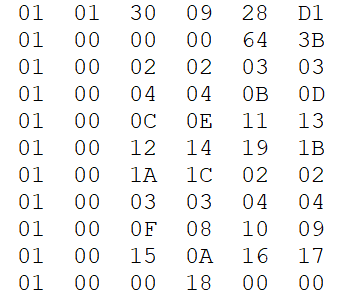 01 01 30 09 28 D1
01 00 00 00 64 3B
01 00 02 02 03 03
01 00 04 04 0B 0D
01 00 0C 0E 11 13
01 00 12 14 19 1B
01 00 1A 1C 02 02
01 00 03 03 04 04
01 00 0F 08 10 09
01 00 15 0A 16 17
01 00 00 18 00 00